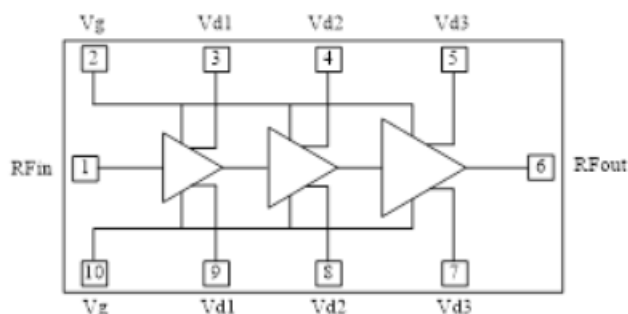 Vg Vd1 Vd2 Vd3
2 3 4 5
RFin 1 6 RFout
10 9 8 7
Vg Vd1 Vd2 Vd3